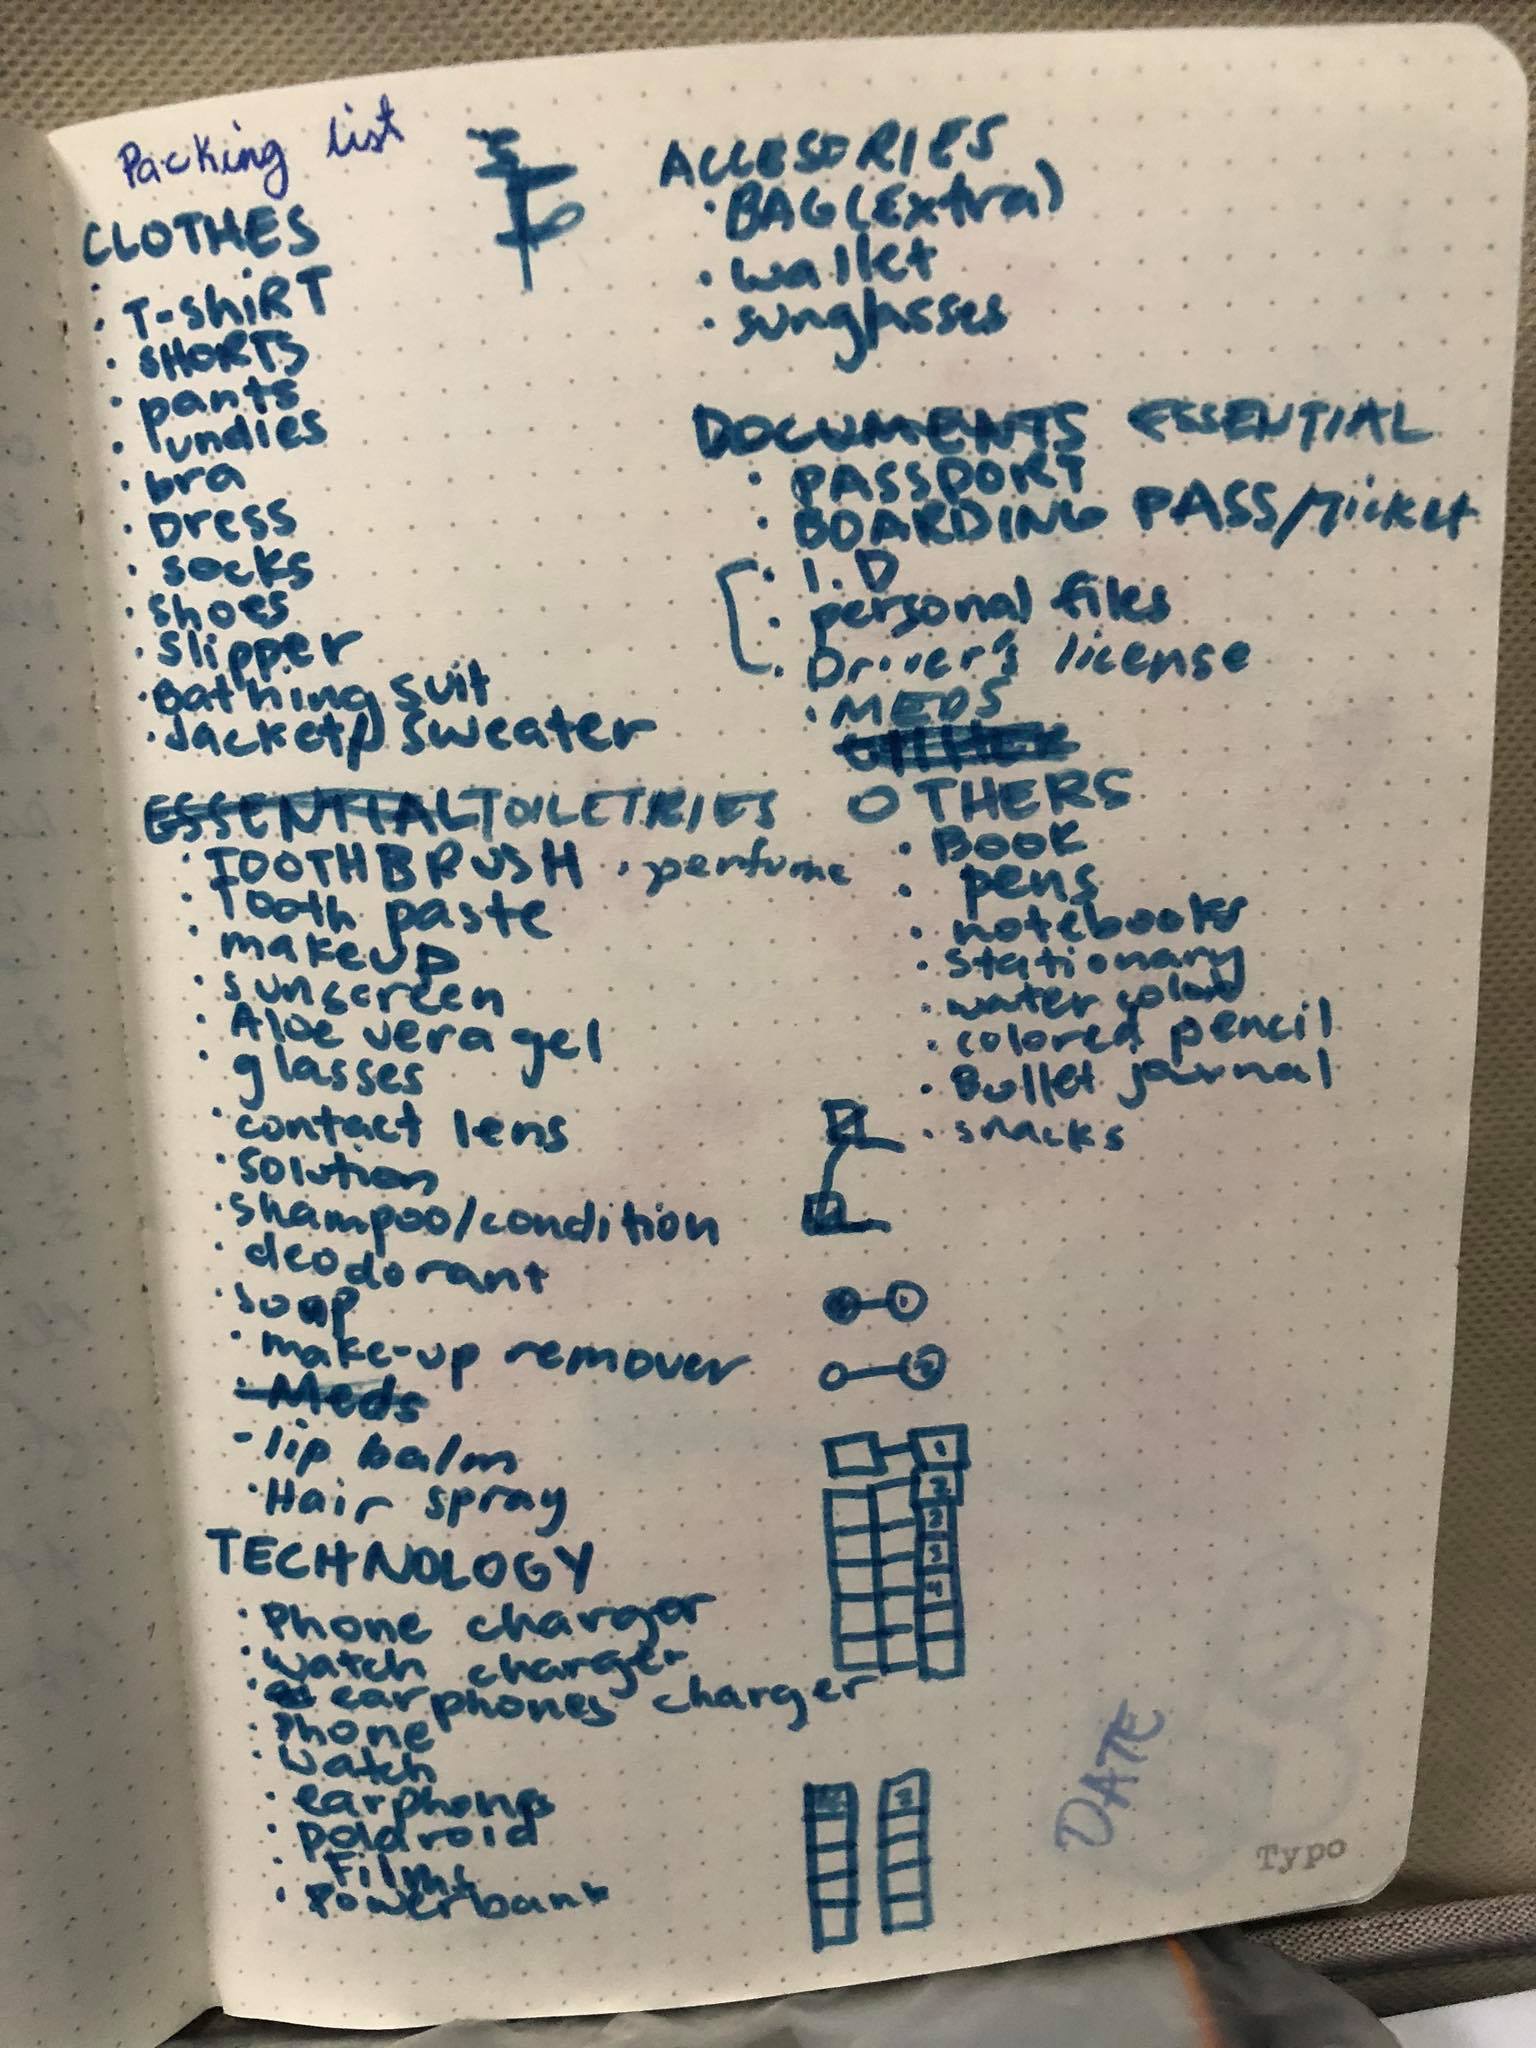 Packing list
CLOTHES
· T-shiRT
· SHORTS
· pants
· undies
· bra
· Dress
· socks
· shoes
· slipper
· Bathing suit
· Jacket/ sweater
ESSENTIAL TOILETRIES
· TOOTHBRUSH · perfume
· Tooth paste
· makeup
· sunscreen
· Aloe vera gel
· glasses
· contact lens
· solution
· shampoo/condition
· deodorant
· soap
· make-up remover
· Meds
- lip balm
· Hair spray
TECHNOLOGY
· Phone charger
· watch charger
· earphones charger
· Phone
· watch
· earphones
· polaroid
· Films
· Powerbank
ACCESORIES
· BAG (Extra)
· wallet
· sunglasses
DOCUMENTS ESSENTIAL
· PASSPORT
· BOARDING PASS/Ticket
· I.D
· personal files
· Driver's license
· MEDS
OTHERS
· Book
· pens
· notebooks
· stationary
· water color
· colored pencil
· Bullet journal
· snacks
1
1
2
2
3
4
2
DATE
Typo